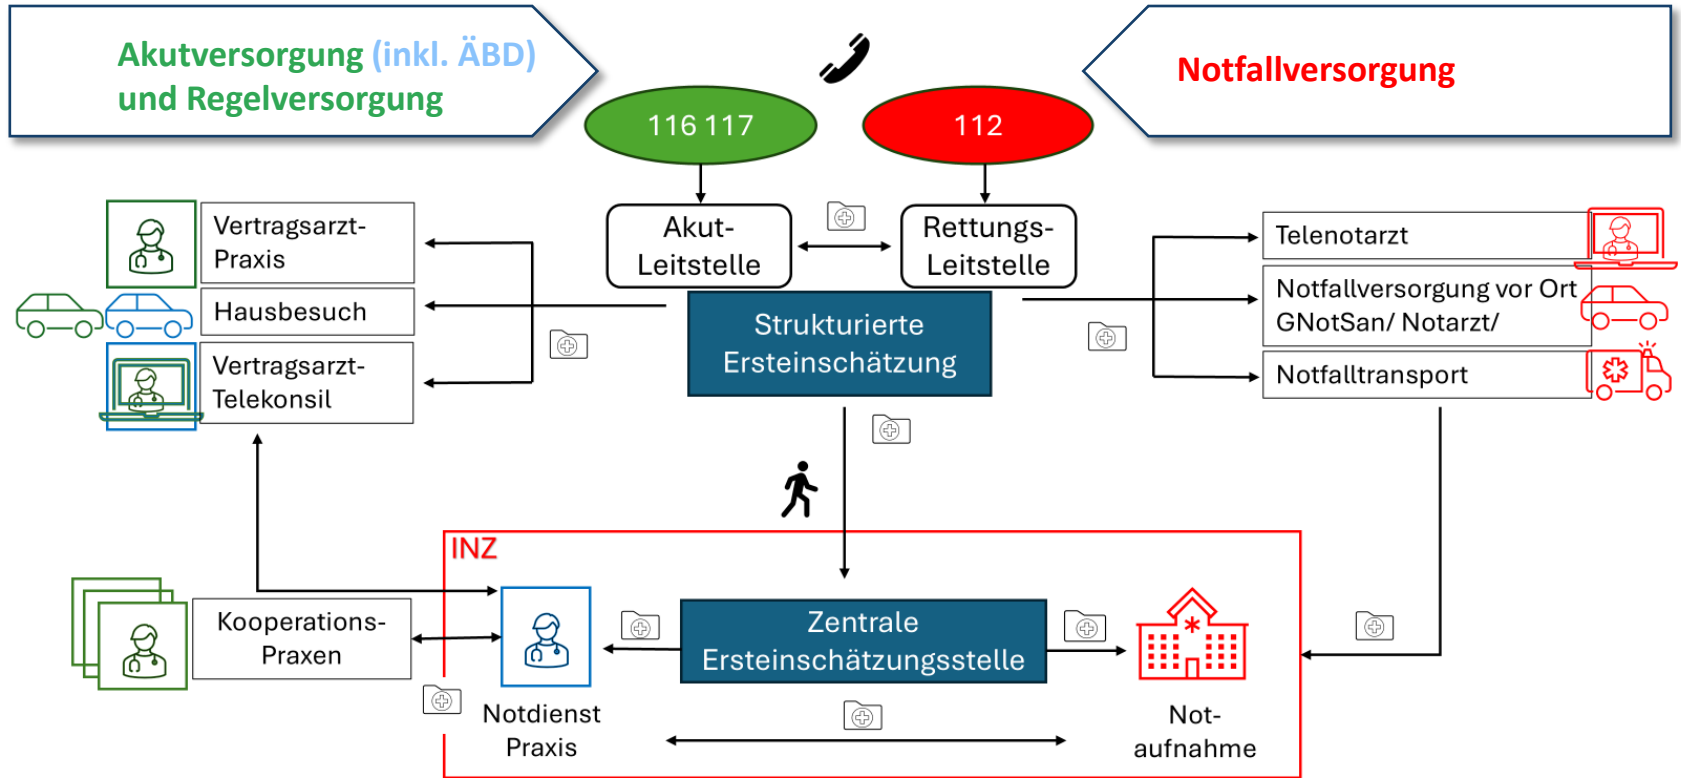 Akutversorgung (inkl. ÄBD)
und Regelversorgung
Notfallversorgung
116 117
112
Akut-
Leitstelle
Rettungs-
Leitstelle
Vertragsarzt-
Praxis
Hausbesuch
Vertragsarzt-
Telekonsil
Strukturierte
Ersteinschätzung
Telenotarzt
Notfallversorgung vor Ort
GNotSan/ Notarzt/
Notfalltransport
INZ
Kooperations-
Praxen
Notdienst
Praxis
Zentrale
Ersteinschätzungsstelle
Not-
aufnahme